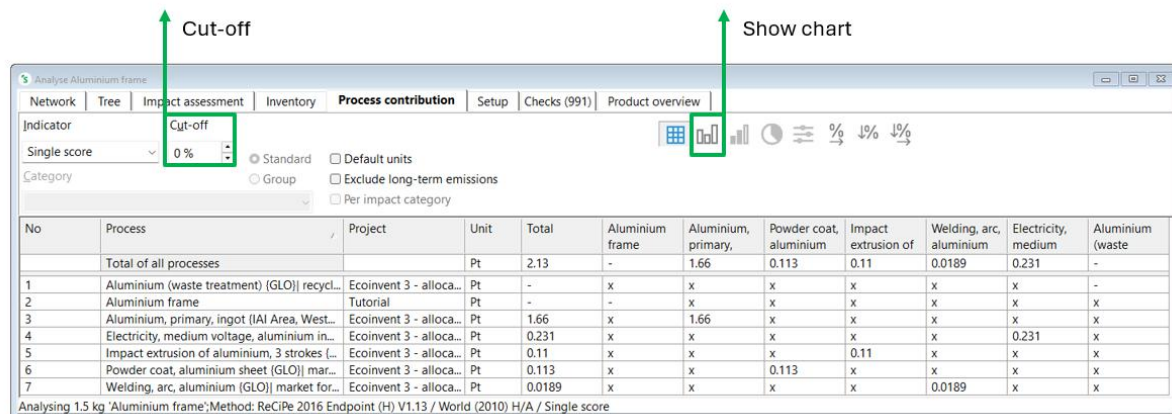 Cut-off Show chart
Analyse Aluminium frame
Network Tree Impact assessment Inventory Process contribution Setup Checks (991) Product overview
Indicator Cut-off
Single score 0 % Standard Default units
Category Group Exclude long-term emissions
Per impact category
No Process Project Unit Total Aluminium frame Aluminium, primary, Powder coat, aluminium Impact extrusion of Welding, arc, aluminium Electricity, medium Aluminium (waste
Total of all processes Pt 2.13 - 1.66 0.113 0.11 0.0189 0.231 -
1 Aluminium (waste treatment) {GLO}| recycl... Ecoinvent 3 - alloca... Pt - x x x x x x -
2 Aluminium frame Tutorial Pt - - x x x x x x
3 Aluminium, primary, ingot {IAI Area, West... Ecoinvent 3 - alloca... Pt 1.66 x 1.66 x x x x x
4 Electricity, medium voltage, aluminium in... Ecoinvent 3 - alloca... Pt 0.231 x x x x x 0.231 x
5 Impact extrusion of aluminium, 3 strokes {... Ecoinvent 3 - alloca... Pt 0.11 x x x 0.11 x x x
6 Powder coat, aluminium sheet {GLO}| mar... Ecoinvent 3 - alloca... Pt 0.113 x x 0.113 x x x x
7 Welding, arc, aluminium {GLO}| market for... Ecoinvent 3 - alloca... Pt 0.0189 x x x x 0.0189 x x
Analysing 1.5 kg 'Aluminium frame';Method: ReCiPe 2016 Endpoint (H) V1.13 / World (2010) H/A / Single score